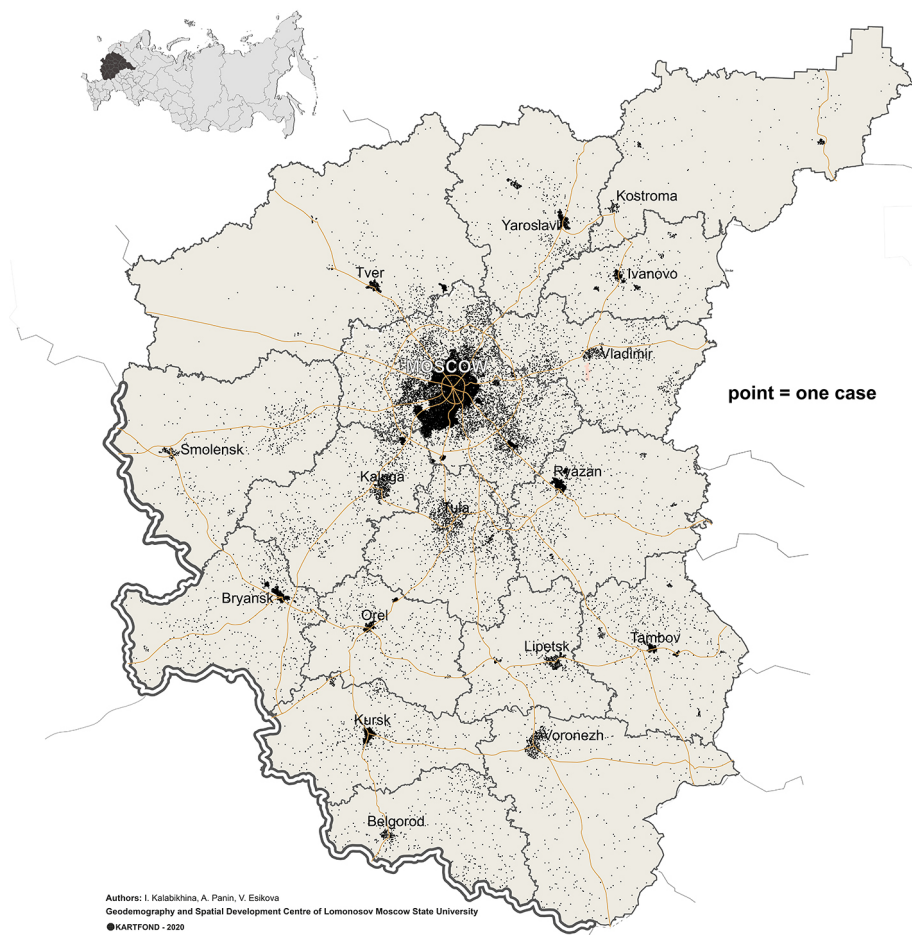 Kostroma
Yaroslavl
Ivanovo
Tver
Vladimir
MOSCOW
point = one case
Smolensk
Kaluga
Ryazan
Tula
Bryansk
Orel
Lipetsk
Tambov
Kursk
Voronezh
Belgorod
Authors: I. Kalabikhina, A. Panin, V. Esikova
Geodemography and Spatial Development Centre of Lomonosov Moscow State University
KARTFOND - 2020